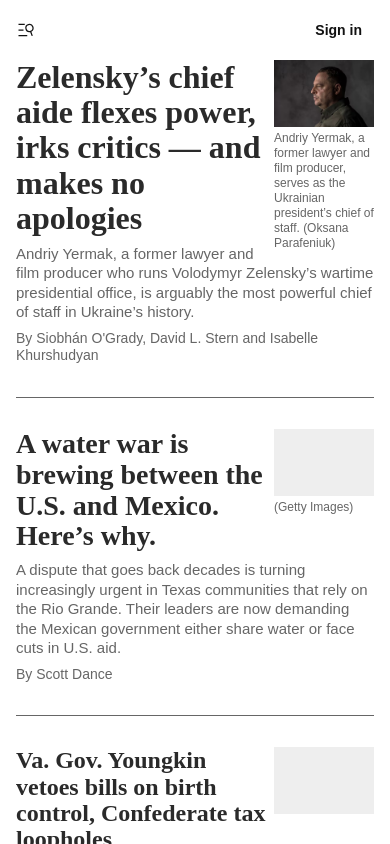 Sign in
Zelensky’s chief
aide flexes power,
irks critics — and
makes no
apologies
Andriy Yermak, a
former lawyer and
film producer,
serves as the
Ukrainian
president’s chief of
staff. (Oksana
Parafeniuk)
Andriy Yermak, a former lawyer and
film producer who runs Volodymyr Zelensky’s wartime
presidential office, is arguably the most powerful chief
of staff in Ukraine’s history.
By Siobhán O'Grady, David L. Stern and Isabelle
Khurshudyan
A water war is
brewing between the
U.S. and Mexico.
Here’s why.
(Getty Images)
A dispute that goes back decades is turning
increasingly urgent in Texas communities that rely on
the Rio Grande. Their leaders are now demanding
the Mexican government either share water or face
cuts in U.S. aid.
By Scott Dance
Va. Gov. Youngkin
vetoes bills on birth
control, Confederate tax
loopholes